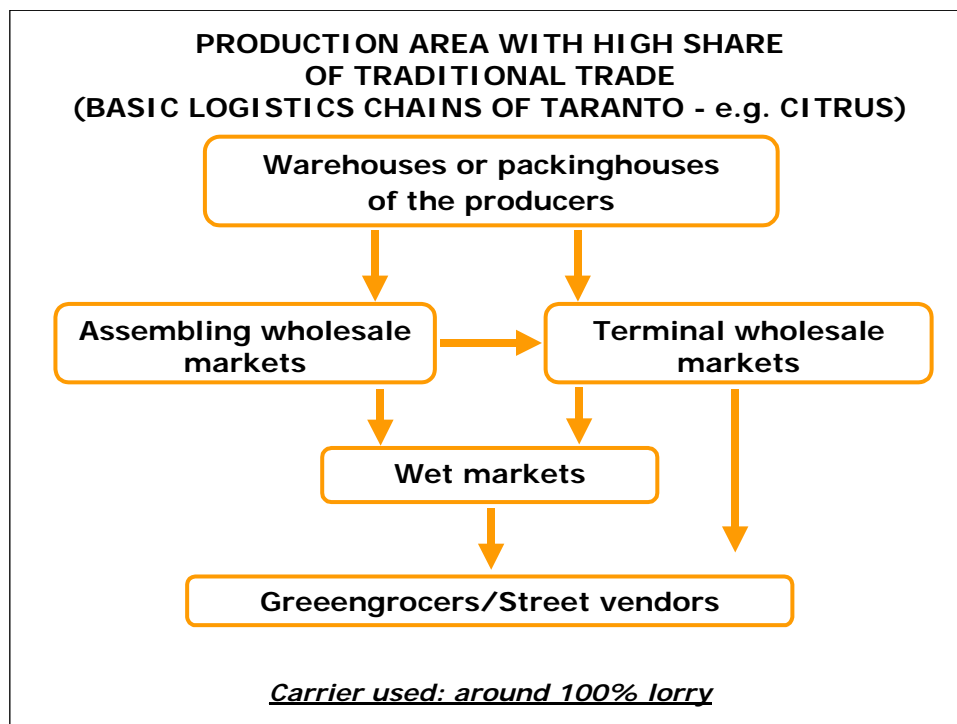 PRODUCTION AREA WITH HIGH SHARE
OF TRADITIONAL TRADE
(BASIC LOGISTICS CHAINS OF TARANTO - e.g. CITRUS)
Warehouses or packinghouses
of the producers
Assembling wholesale
markets
Terminal wholesale
markets
Wet markets
Greeengrocers/Street vendors
Carrier used: around 100% lorry